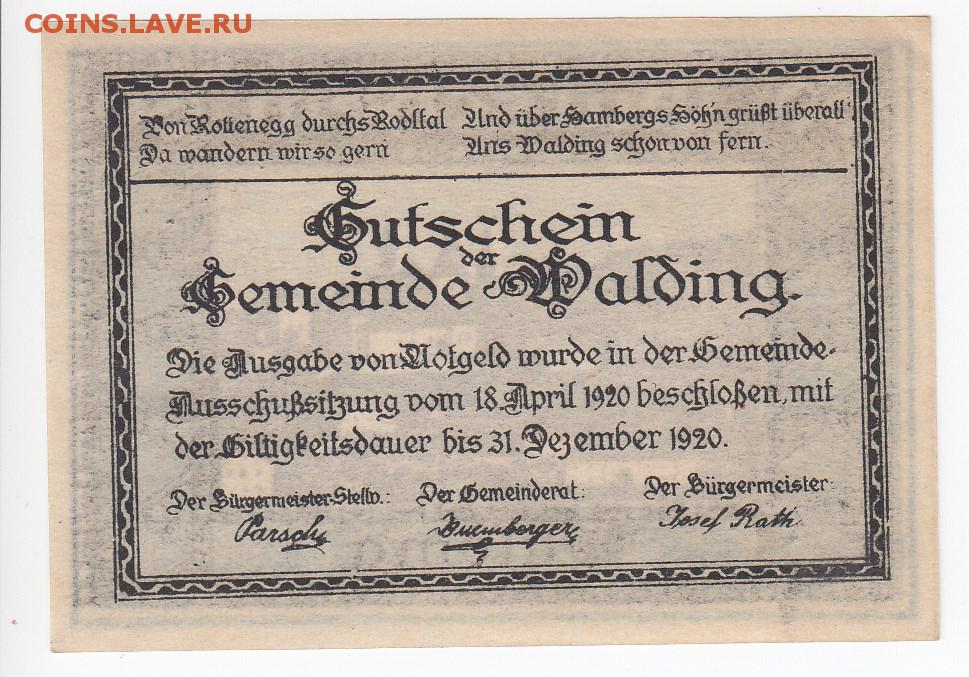 COINS.LAVE.RU
Von Rottenegg durchs Rodltal Und über Hambergs Höh'n grüßt überall
Da wandern wir so gern Uns Walding schon von fern.
Gutschein
der
Gemeinde Walding.
Die Ausgabe von Notgeld wurde in der Gemeinde-
Ausschußsitzung vom 18. April 1920 beschloßen, mit
der Giltigkeitsdauer bis 31. Dezember 1920.
Der Bürgermeister-Stellv.: Der Gemeinderat: Der Bürgermeister:
Parsch Josef Rath